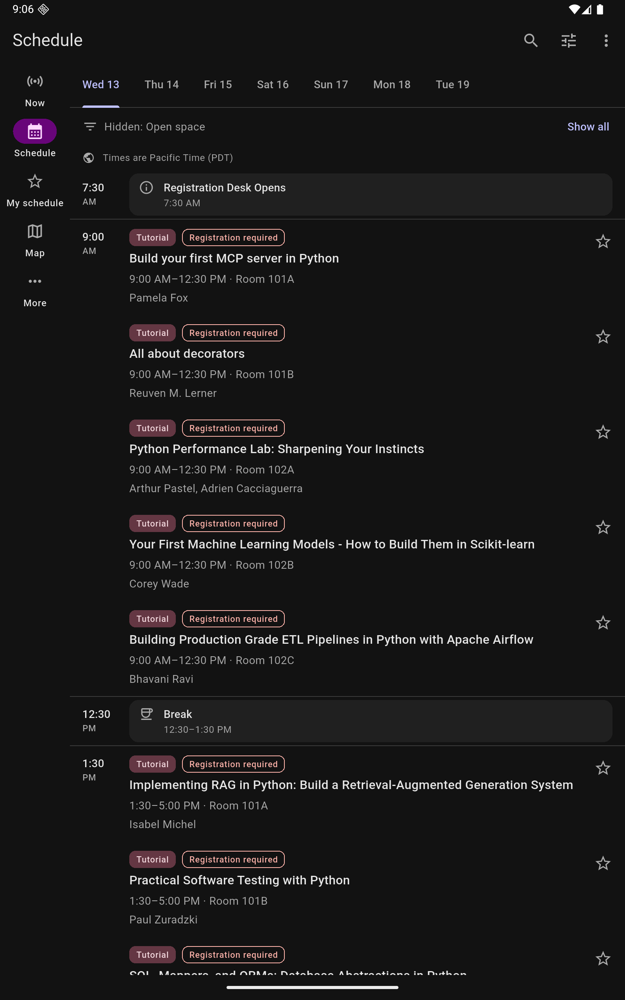 9:06
Schedule
Now
Schedule
My schedule
Map
More
Wed 13
Thu 14
Fri 15
Sat 16
Sun 17
Mon 18
Tue 19
Hidden: Open space
Show all
Times are Pacific Time (PDT)
7:30
AM
Registration Desk Opens
7:30 AM
9:00
AM
Tutorial
Registration required
Build your first MCP server in Python
9:00 AM–12:30 PM · Room 101A
Pamela Fox
Tutorial
Registration required
All about decorators
9:00 AM–12:30 PM · Room 101B
Reuven M. Lerner
Tutorial
Registration required
Python Performance Lab: Sharpening Your Instincts
9:00 AM–12:30 PM · Room 102A
Arthur Pastel, Adrien Cacciaguerra
Tutorial
Registration required
Your First Machine Learning Models - How to Build Them in Scikit-learn
9:00 AM–12:30 PM · Room 102B
Corey Wade
Tutorial
Registration required
Building Production Grade ETL Pipelines in Python with Apache Airflow
9:00 AM–12:30 PM · Room 102C
Bhavani Ravi
12:30
PM
Break
12:30–1:30 PM
1:30
PM
Tutorial
Registration required
Implementing RAG in Python: Build a Retrieval-Augmented Generation System
1:30–5:00 PM · Room 101A
Isabel Michel
Tutorial
Registration required
Practical Software Testing with Python
1:30–5:00 PM · Room 101B
Paul Zuradzki
Tutorial
Registration required
SQL, Mappers, and ORMs: Database Abstractions in Python